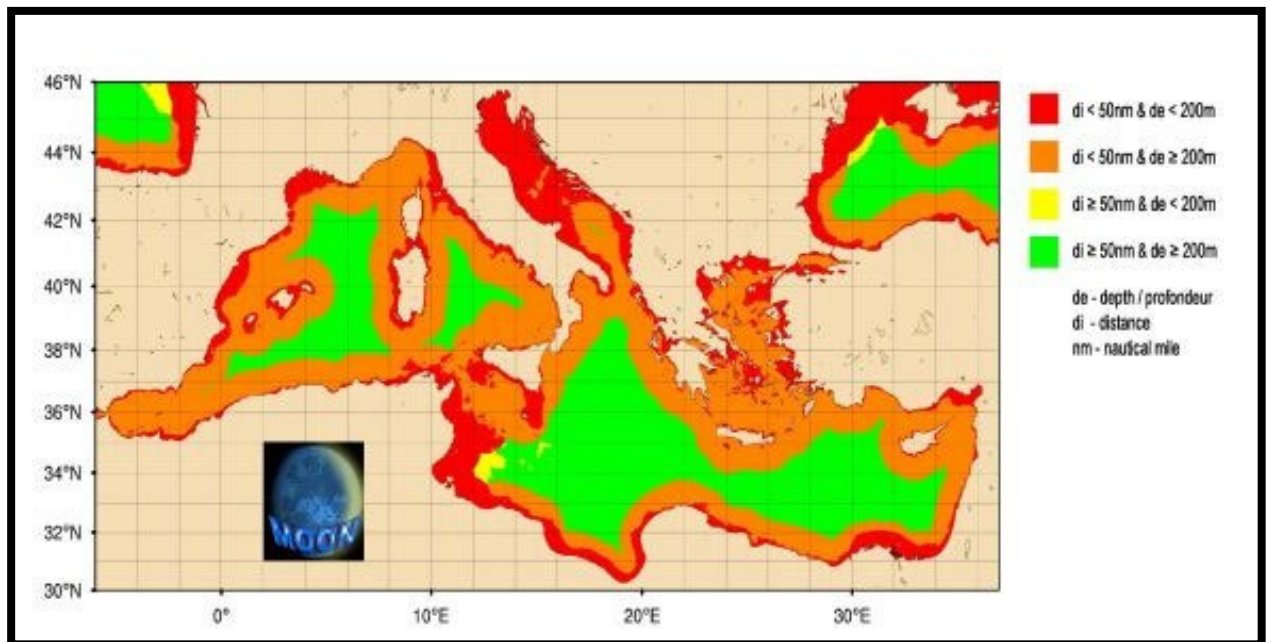 46°N
44°N
42°N
40°N
38°N
36°N
34°N
32°N
30°N
0°
10°E
20°E
30°E
MOON
di < 50nm & de < 200m
di < 50nm & de ≥ 200m
di ≥ 50nm & de < 200m
di ≥ 50nm & de ≥ 200m
de - depth / profondeur
di - distance
nm - nautical mile